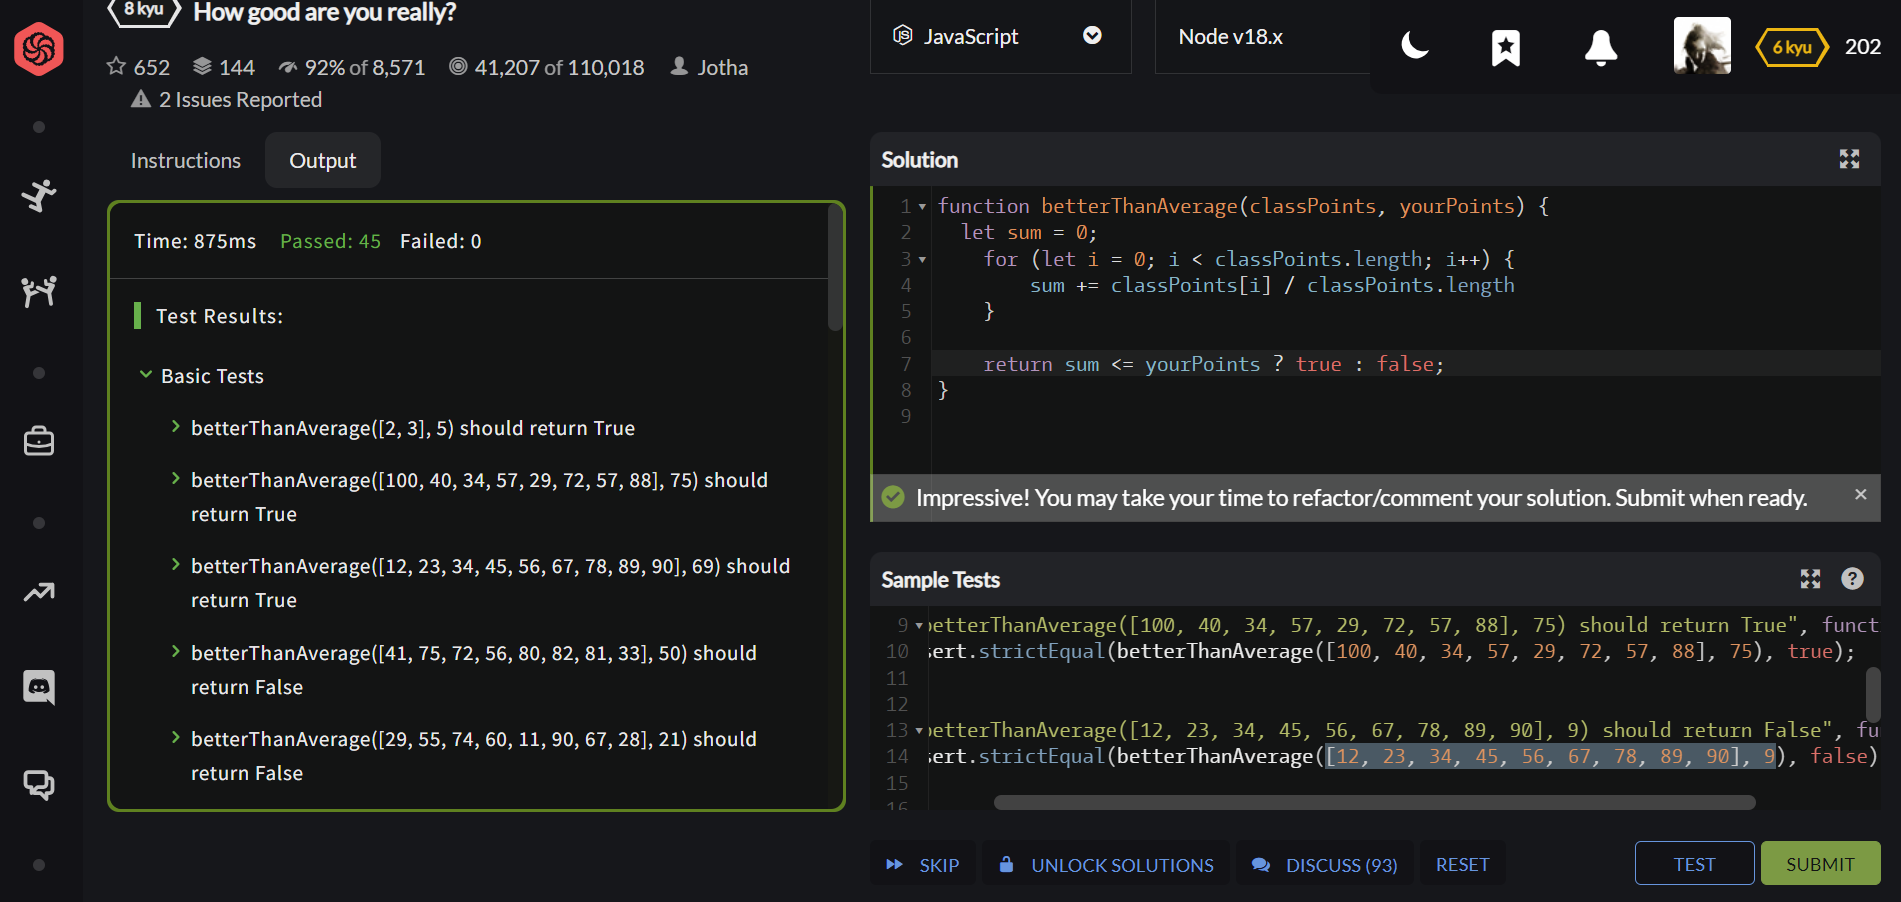 8 kyu How good are you really?
652 144 92% of 8,571 41,207 of 110,018 Jotha
2 Issues Reported
JavaScript
Node v18.x
6 kyu 202
Instructions Output
Time: 875ms Passed: 45 Failed: 0
Test Results:
Basic Tests
betterThanAverage([2, 3], 5) should return True
betterThanAverage([100, 40, 34, 57, 29, 72, 57, 88], 75) should
return True
betterThanAverage([12, 23, 34, 45, 56, 67, 78, 89, 90], 69) should
return True
betterThanAverage([41, 75, 72, 56, 80, 82, 81, 33], 50) should
return False
betterThanAverage([29, 55, 74, 60, 11, 90, 67, 28], 21) should
return False
Solution
1 function betterThanAverage(classPoints, yourPoints) {
2 let sum = 0;
3 for (let i = 0; i < classPoints.length; i++) {
4 sum += classPoints[i] / classPoints.length
5 }
6
7 return sum <= yourPoints ? true : false;
8 }
9
Impressive! You may take your time to refactor/comment your solution. Submit when ready.
Sample Tests
9 betterThanAverage([100, 40, 34, 57, 29, 72, 57, 88], 75) should return True", functi
10 sert.strictEqual(betterThanAverage([100, 40, 34, 57, 29, 72, 57, 88], 75), true);
11
12
13 betterThanAverage([12, 23, 34, 45, 56, 67, 78, 89, 90], 9) should return False", fu
14 sert.strictEqual(betterThanAverage([12, 23, 34, 45, 56, 67, 78, 89, 90], 9), false)
15
16
SKIP UNLOCK SOLUTIONS DISCUSS (93) RESET TEST SUBMIT